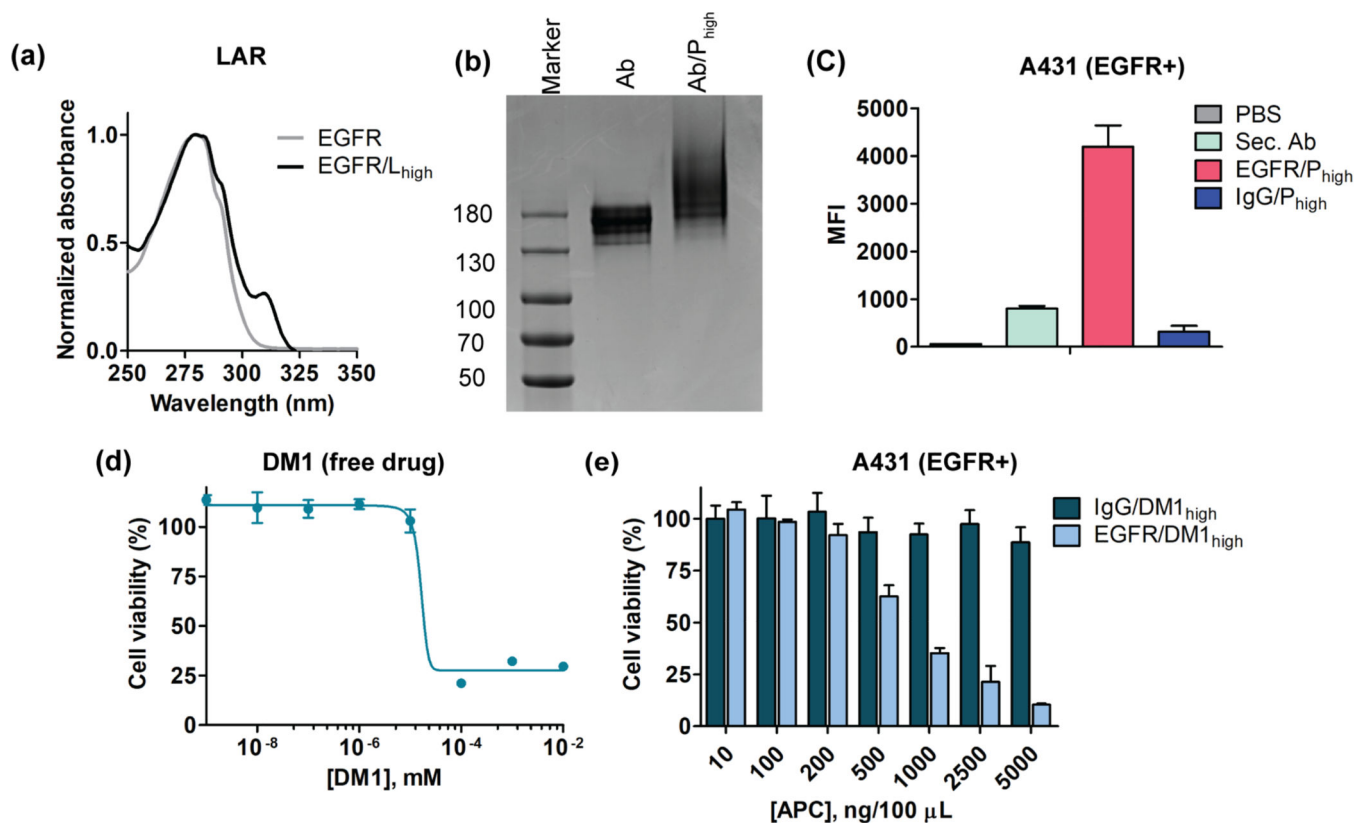 (a)
LAR
Normalized absorbance
1.0
0.5
0.0
250 275 300 325 350
Wavelength (nm)
EGFR
EGFR/Lhigh
(b)
Marker
Ab
Ab/Phigh
180
130
100
70
50
(C)
A431 (EGFR+)
MFI
5000
4000
3000
2000
1000
0
PBS
Sec. Ab
EGFR/Phigh
IgG/Phigh
(d)
DM1 (free drug)
Cell viability (%)
100
75
50
25
0
10-8 10-6 10-4 10-2
[DM1], mM
(e)
A431 (EGFR+)
Cell viability (%)
100
75
50
25
0
10 100 200 500 1000 2500 5000
[APC], ng/100 μL
IgG/DM1high
EGFR/DM1high